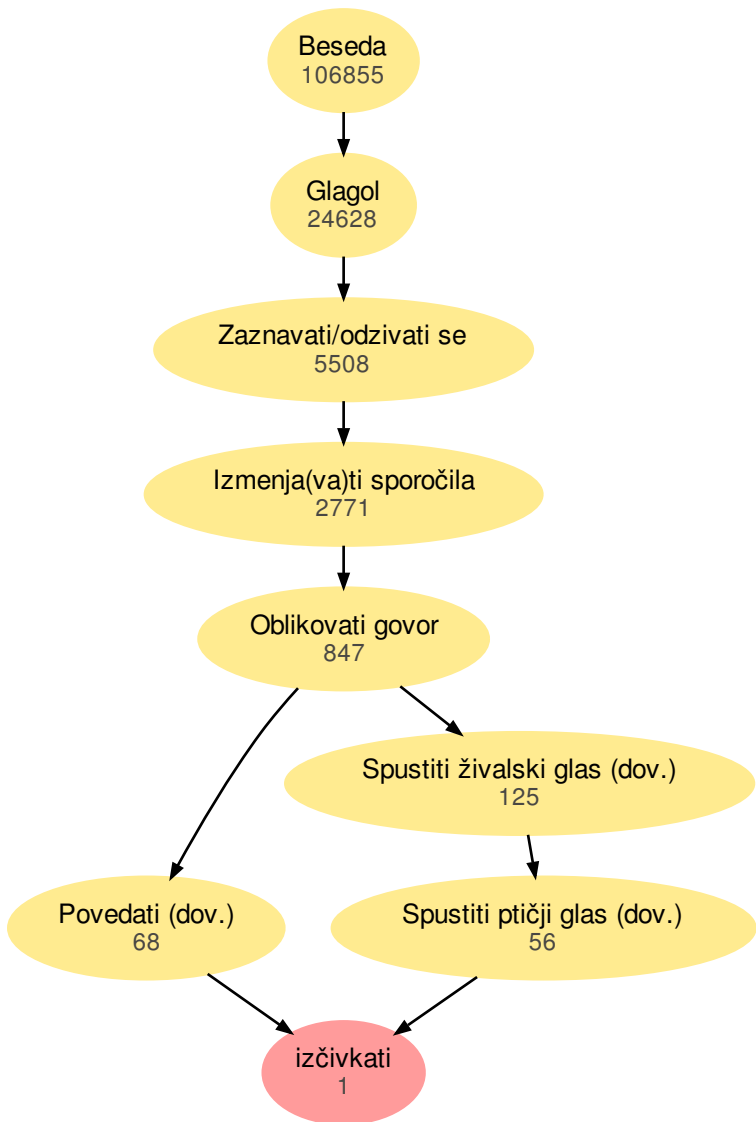 Beseda
106855
Glagol
24628
Zaznavati/odzivati se
5508
Izmenja(va)ti sporočila
2771
Oblikovati govor
847
Spustiti živalski glas (dov.)
125
Povedati (dov.)
68
Spustiti ptičji glas (dov.)
56
izčivkati
1